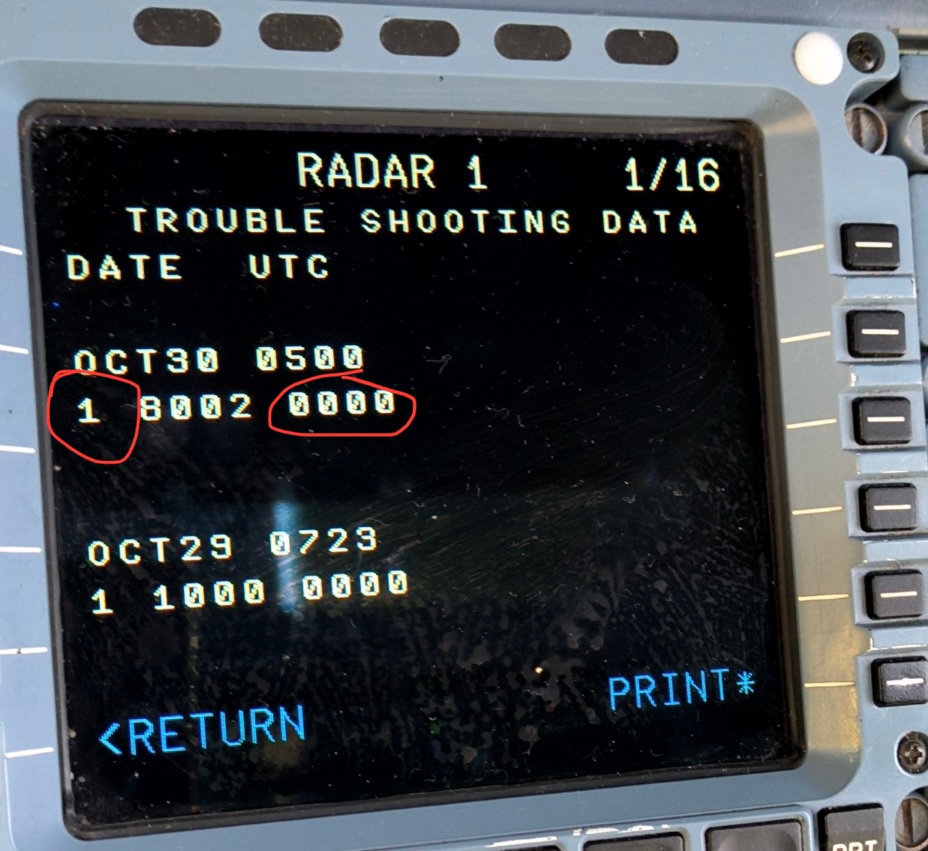 RADAR 1 1/16
TROUBLE SHOOTING DATA
DATE UTC
OCT30 0500
1 8002 0000
OCT29 0723
1 1000 0000
PRINT*
<RETURN